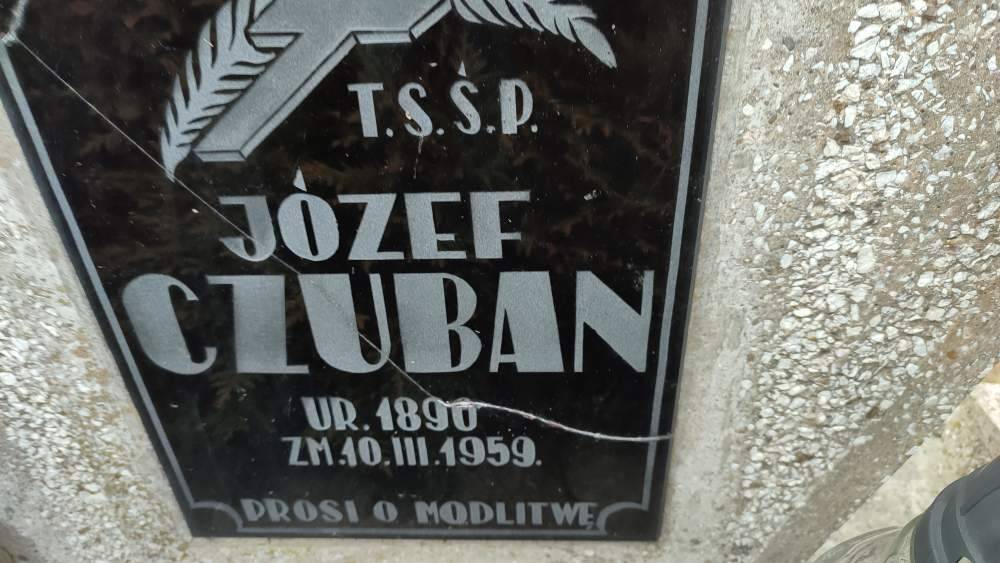 T.S.Ś.P.
JÓZEF
CZUBAN
UR.1890
ZM.10.III.1959.
PROSI O MODLITWĘ